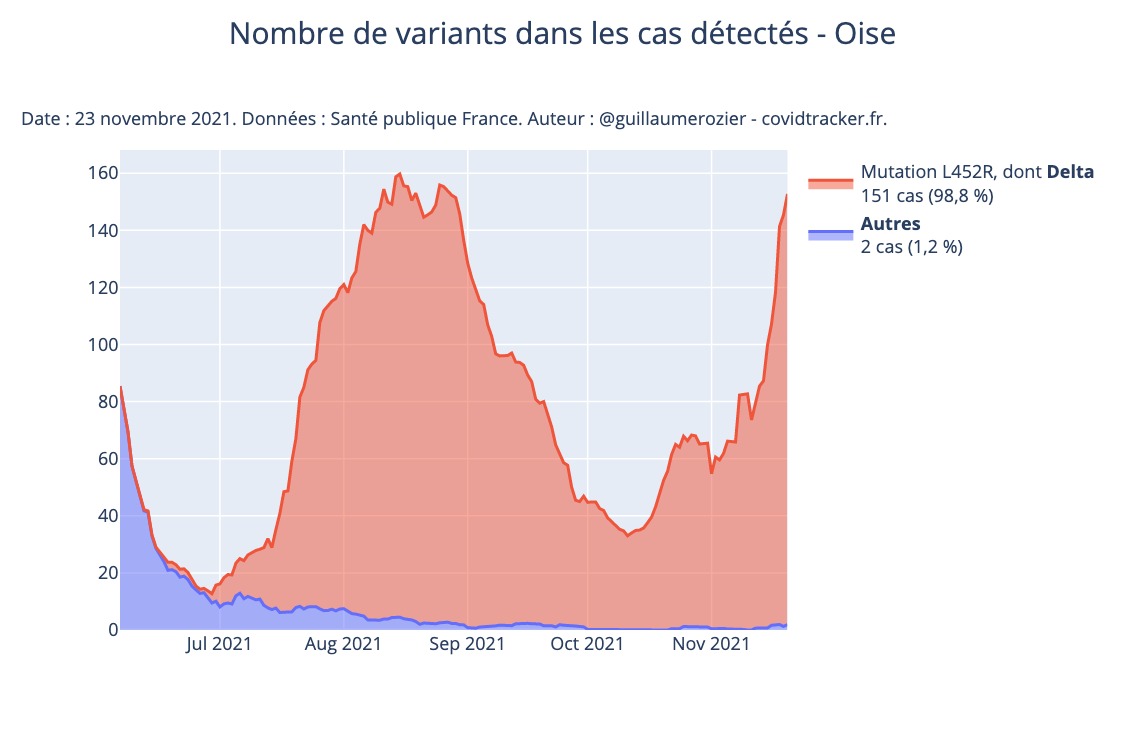 Nombre de variants dans les cas détectés - Oise
Date : 23 novembre 2021. Données : Santé publique France. Auteur : @guillaumerozier - covidtracker.fr.
160
140
120
100
80
60
40
20
0
Jul 2021
Aug 2021
Sep 2021
Oct 2021
Nov 2021
Mutation L452R, dont Delta
151 cas (98,8 %)
Autres
2 cas (1,2 %)